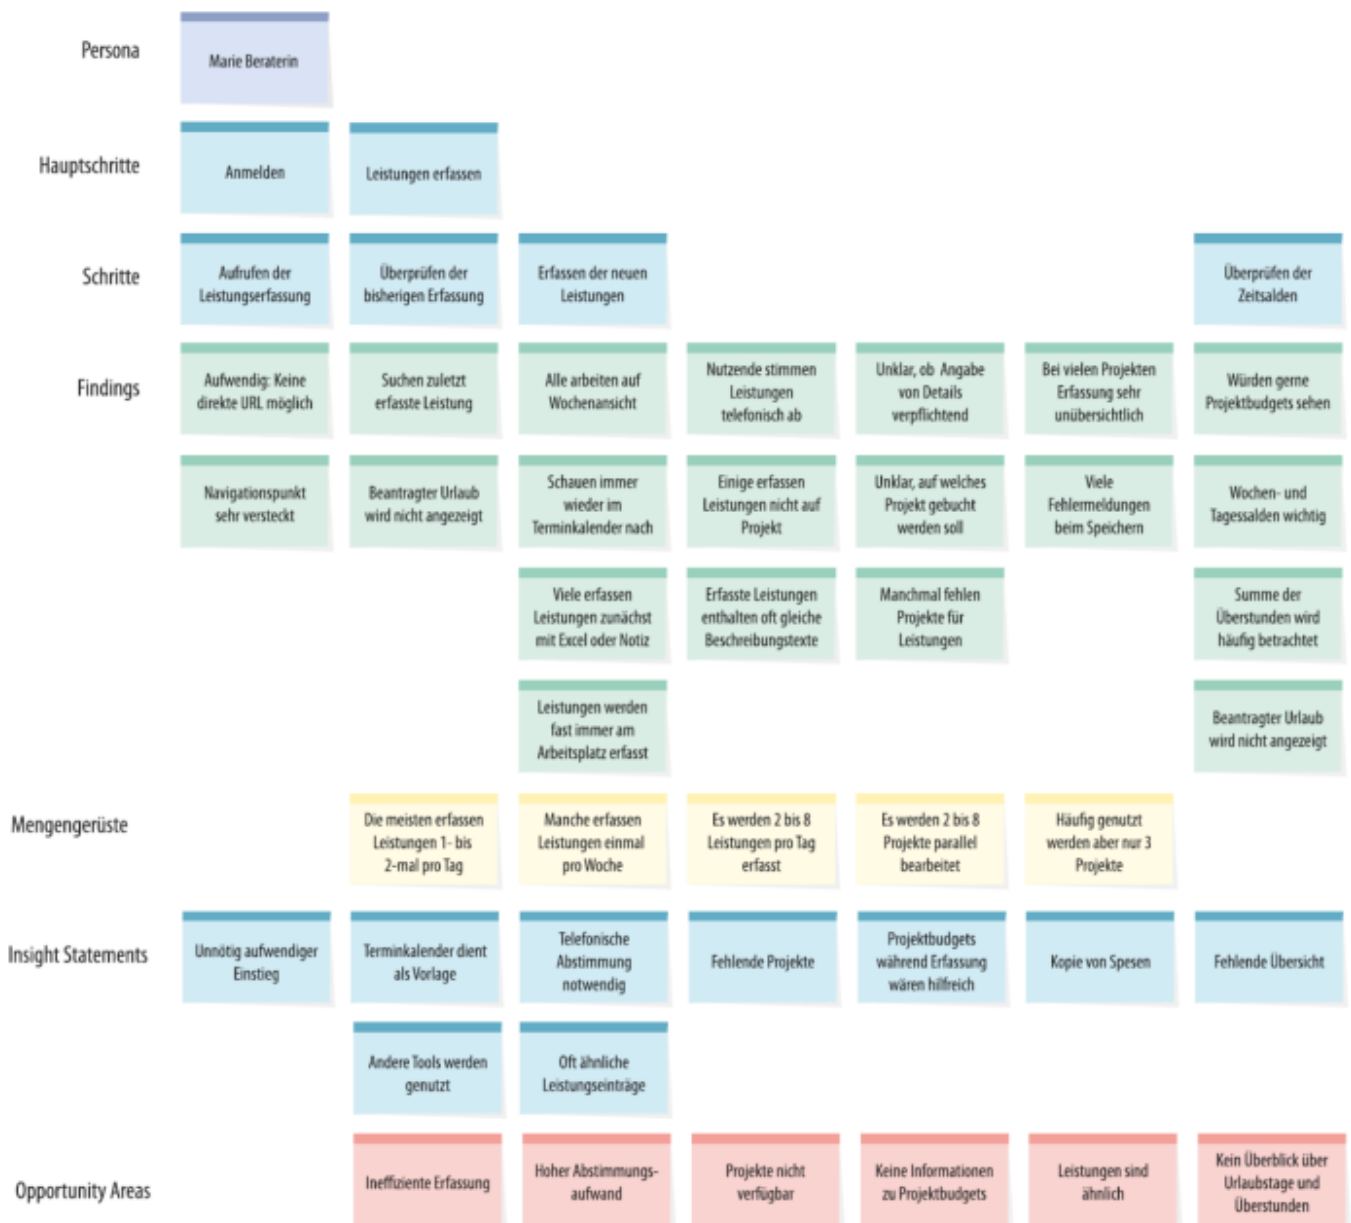 Persona
Marie Beraterin
Hauptschritte
Anmelden
Leistungen erfassen
Schritte
Aufrufen der
Leistungserfassung
Überprüfen der
bisherigen Erfassung
Erfassen der neuen
Leistungen
Überprüfen der
Zeitsalden
Findings
Aufwendig: Keine
direkte URL möglich
Suchen zuletzt
erfasste Leistung
Alle arbeiten auf
Wochenansicht
Nutzende stimmen
Leistungen
telefonisch ab
Unklar, ob Angabe
von Details
verpflichtend
Bei vielen Projekten
Erfassung sehr
unübersichtlich
Würden gerne
Projektbudgets sehen
Navigationspunkt
sehr versteckt
Beantragter Urlaub
wird nicht angezeigt
Schauen immer
wieder im
Terminkalender nach
Einige erfassen
Leistungen nicht auf
Projekt
Unklar, auf welches
Projekt gebucht
werden soll
Viele
Fehlermeldungen
beim Speichern
Wochen- und
Tagessalden wichtig
Viele erfassen
Leistungen zunächst
mit Excel oder Notiz
Erfasste Leistungen
enthalten oft gleiche
Beschreibungstexte
Manchmal fehlen
Projekte für
Leistungen
Summe der
Überstunden wird
häufig betrachtet
Leistungen werden
fast immer am
Arbeitsplatz erfasst
Beantragter Urlaub
wird nicht angezeigt
Mengengerüste
Die meisten erfassen
Leistungen 1- bis
2-mal pro Tag
Manche erfassen
Leistungen einmal
pro Woche
Es werden 2 bis 8
Leistungen pro Tag
erfasst
Es werden 2 bis 8
Projekte parallel
bearbeitet
Häufig genutzt
werden aber nur 3
Projekte
Insight Statements
Unnötig aufwendiger
Einstieg
Terminkalender dient
als Vorlage
Telefonische
Abstimmung
notwendig
Fehlende Projekte
Projektbudgets
während Erfassung
wären hilfreich
Kopie von Spesen
Fehlende Übersicht
Andere Tools werden
genutzt
Oft ähnliche
Leistungseinträge
Opportunity Areas
Ineffiziente Erfassung
Hoher Abstimmungs-
aufwand
Projekte nicht
verfügbar
Keine Informationen
zu Projektbudgets
Leistungen sind
ähnlich
Kein Überblick über
Urlaubstage und
Überstunden